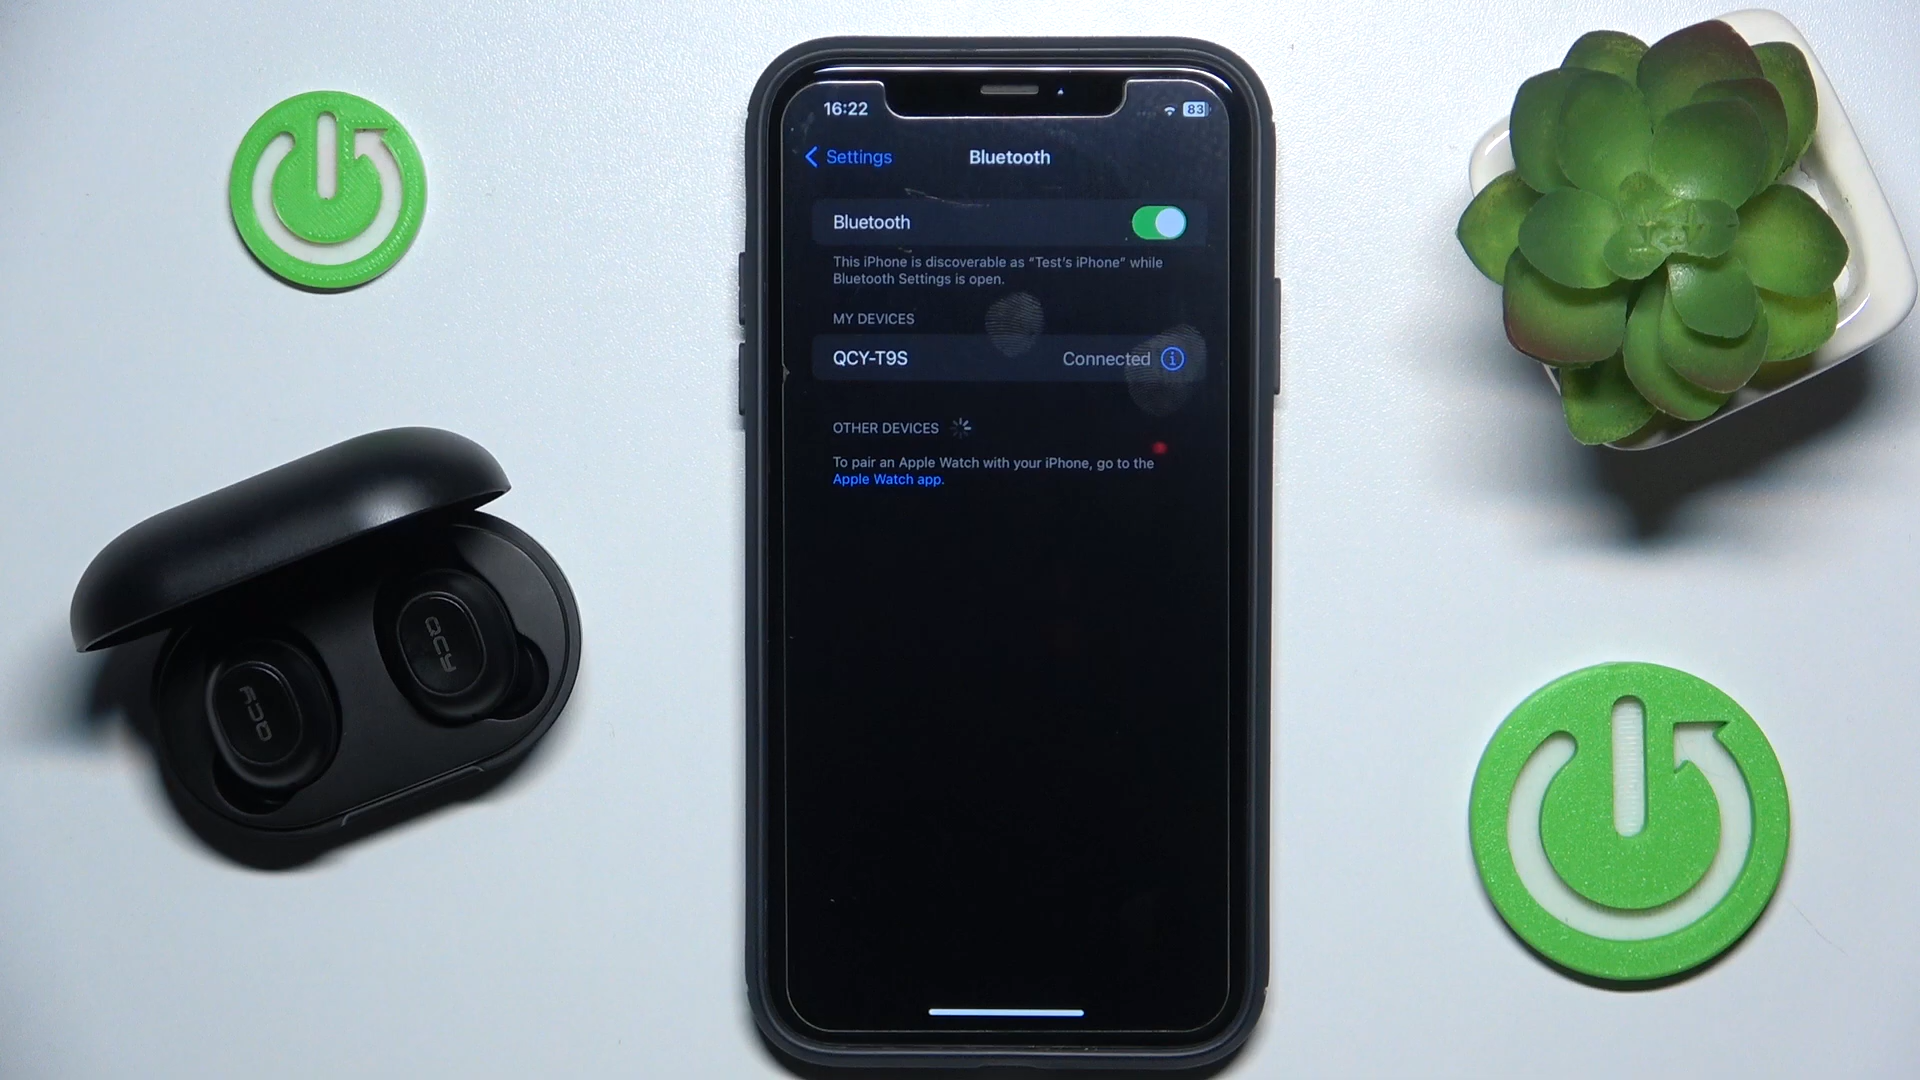 16:22
83
Settings
Bluetooth
Bluetooth
This iPhone is discoverable as “Test’s iPhone” while
Bluetooth Settings is open.
MY DEVICES
QCY-T9S
Connected
OTHER DEVICES
To pair an Apple Watch with your iPhone, go to the
Apple Watch app.
QCY
QCY